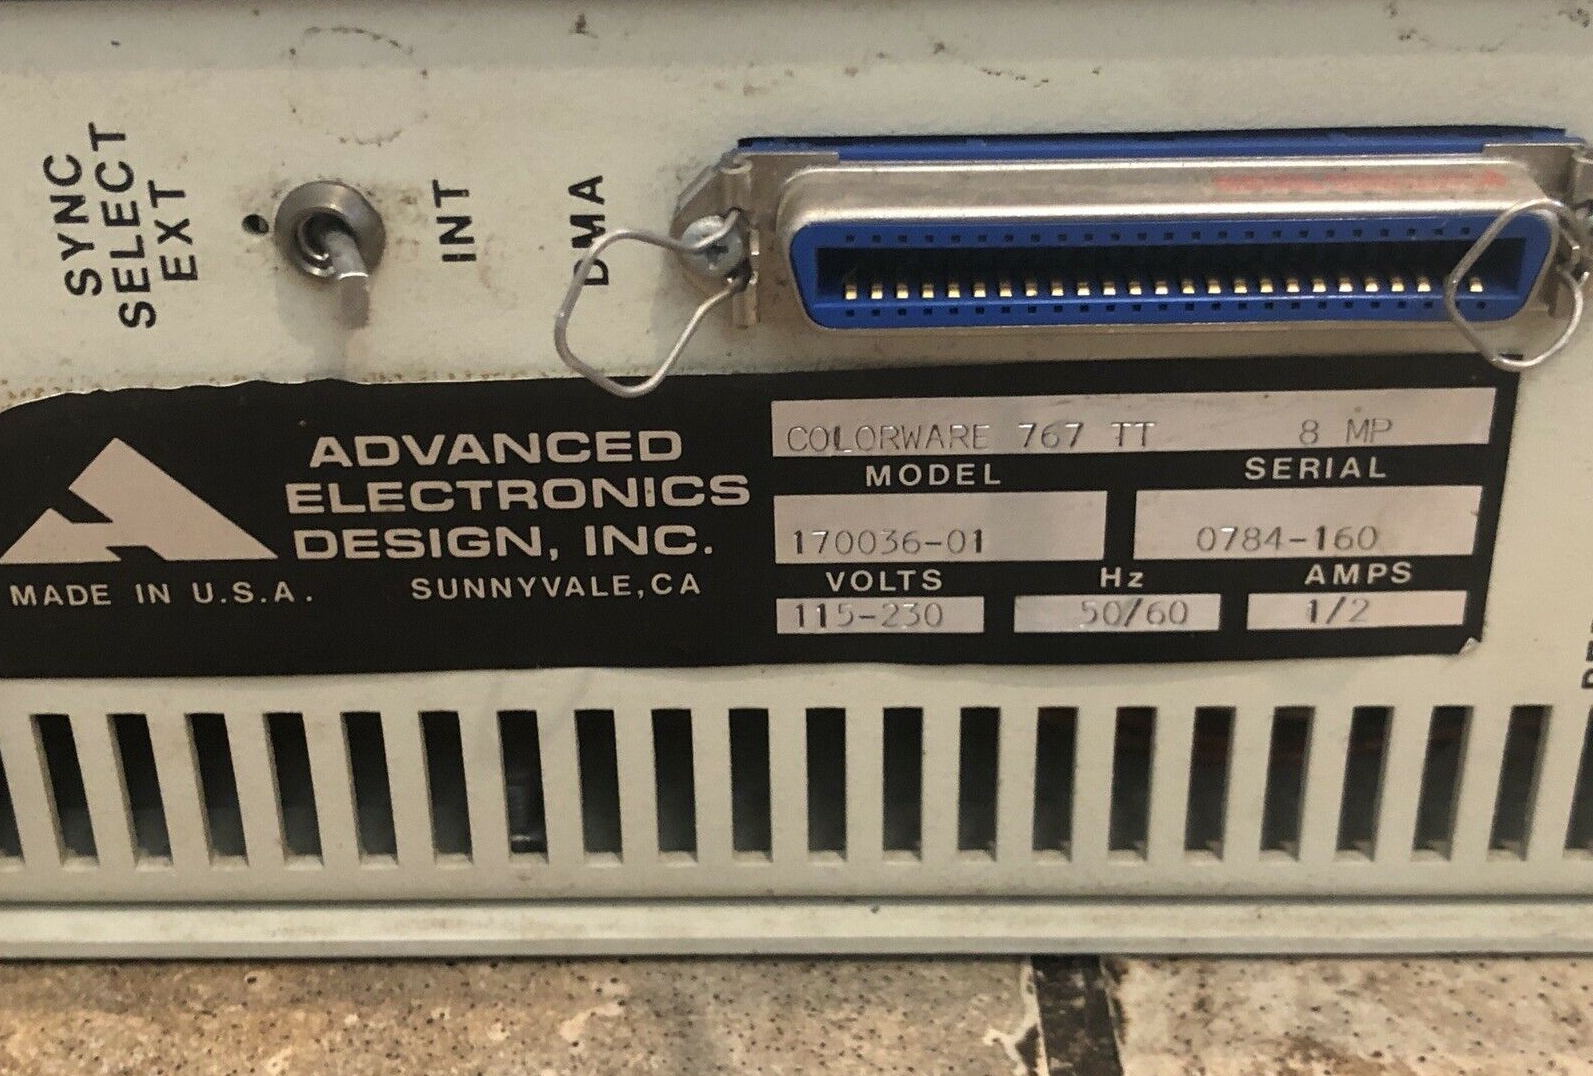 SYNC
SELECT
EXT
INT
DMA
ADVANCED
ELECTRONICS
DESIGN, INC.
MADE IN U.S.A.
SUNNYVALE, CA
COLORWARE 767 TT 8 MP
MODEL SERIAL
170036-01 0784-160
VOLTS Hz AMPS
115-230 50/60 1/2